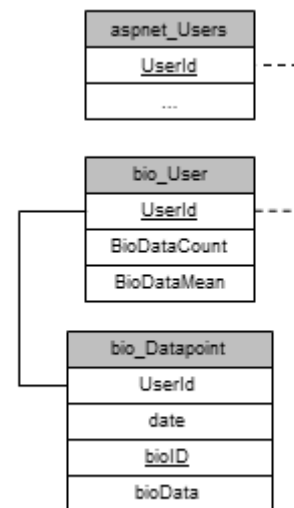 aspnet_Users
UserId
...
bio_User
UserId
BioDataCount
BioDataMean
bio_Datapoint
UserId
date
bioID
bioData